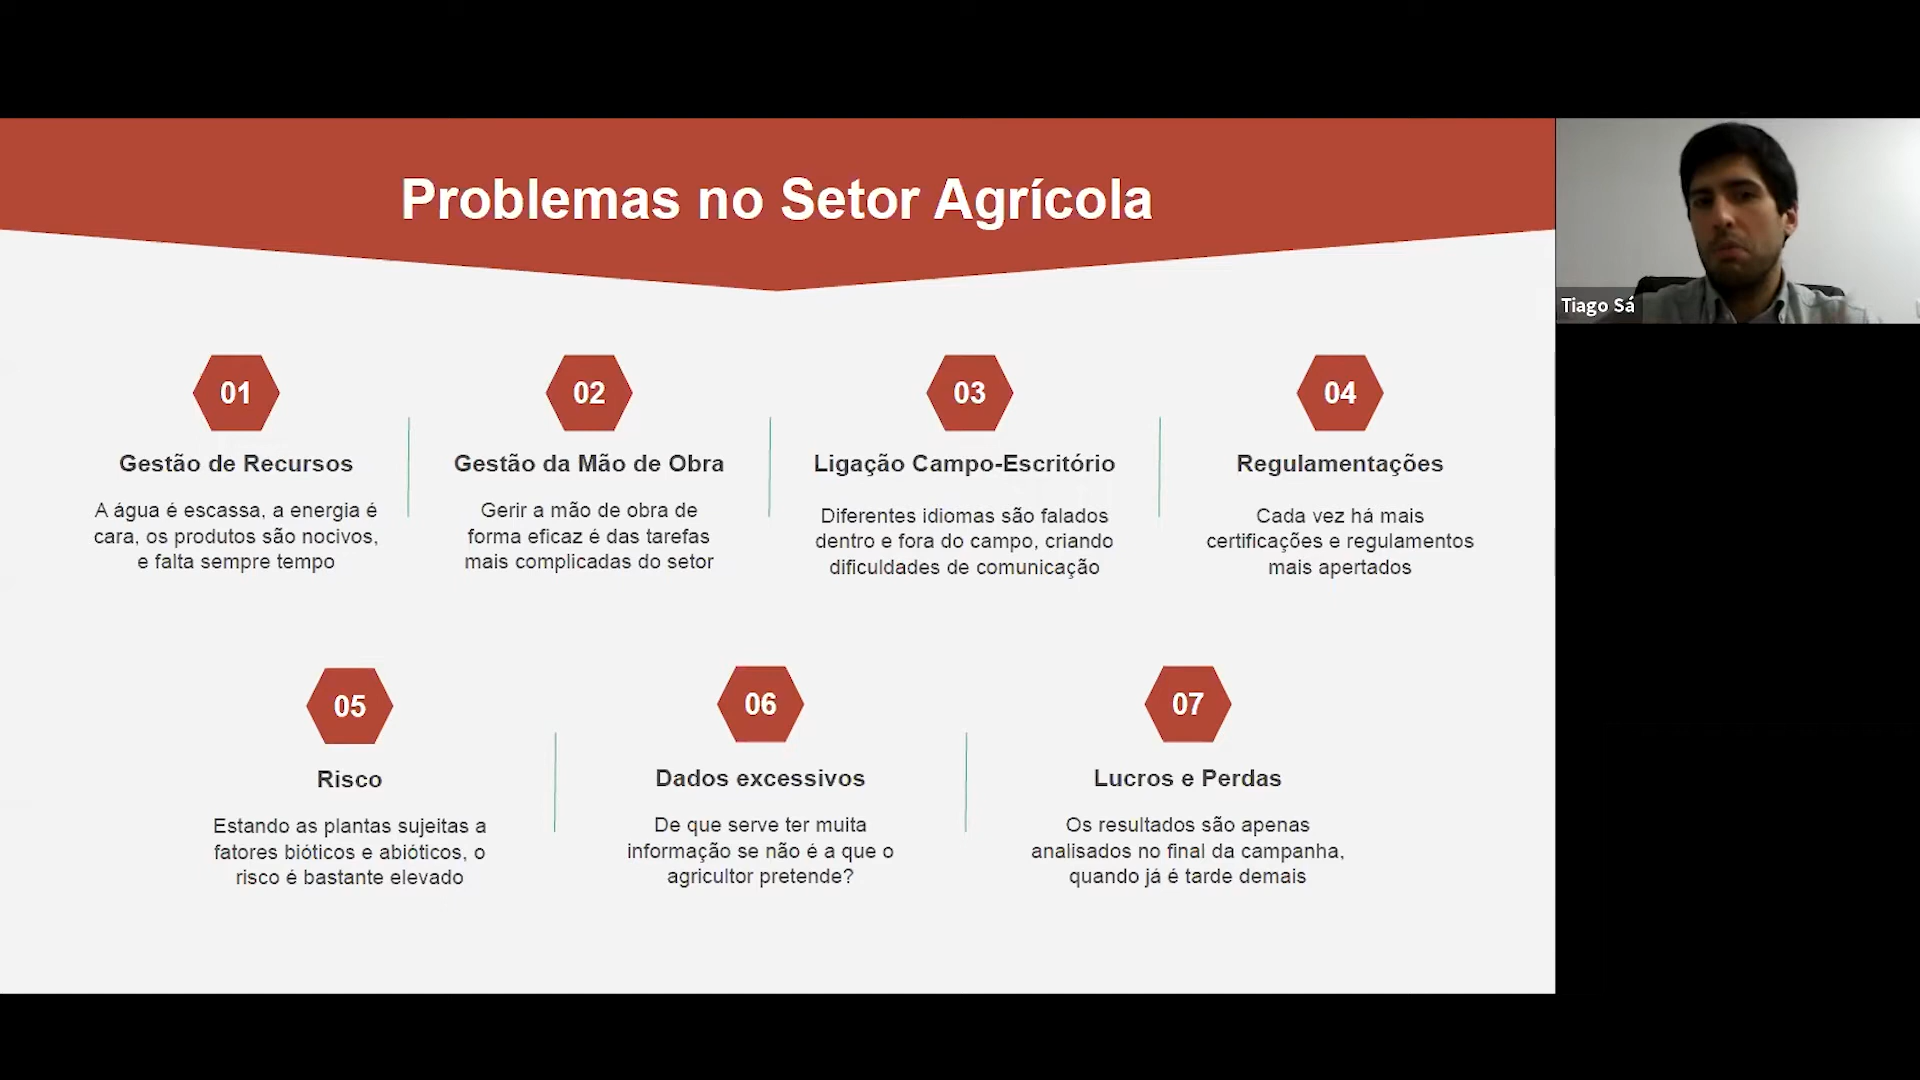 Problemas no Setor Agrícola
Tiago Sá
01
Gestão de Recursos
A água é escassa, a energia é
cara, os produtos são nocivos,
e falta sempre tempo
02
Gestão da Mão de Obra
Gerir a mão de obra de
forma eficaz é das tarefas
mais complicadas do setor
03
Ligação Campo-Escritório
Diferentes idiomas são falados
dentro e fora do campo, criando
dificuldades de comunicação
04
Regulamentações
Cada vez há mais
certificações e regulamentos
mais apertados
05
Risco
Estando as plantas sujeitas a
fatores bióticos e abióticos, o
risco é bastante elevado
06
Dados excessivos
De que serve ter muita
informação se não é a que o
agricultor pretende?
07
Lucros e Perdas
Os resultados são apenas
analisados no final da campanha,
quando já é tarde demais